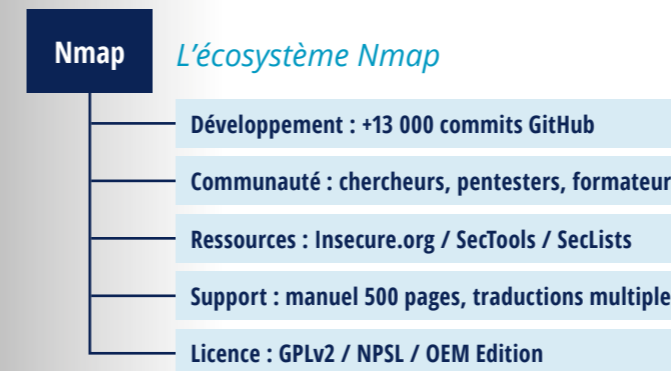 Nmap
L’écosystème Nmap
Développement : +13 000 commits GitHub
Communauté : chercheurs, pentesters, formateur
Ressources : Insecure.org / SecTools / SecLists
Support : manuel 500 pages, traductions multiple
Licence : GPLv2 / NPSL / OEM Edition